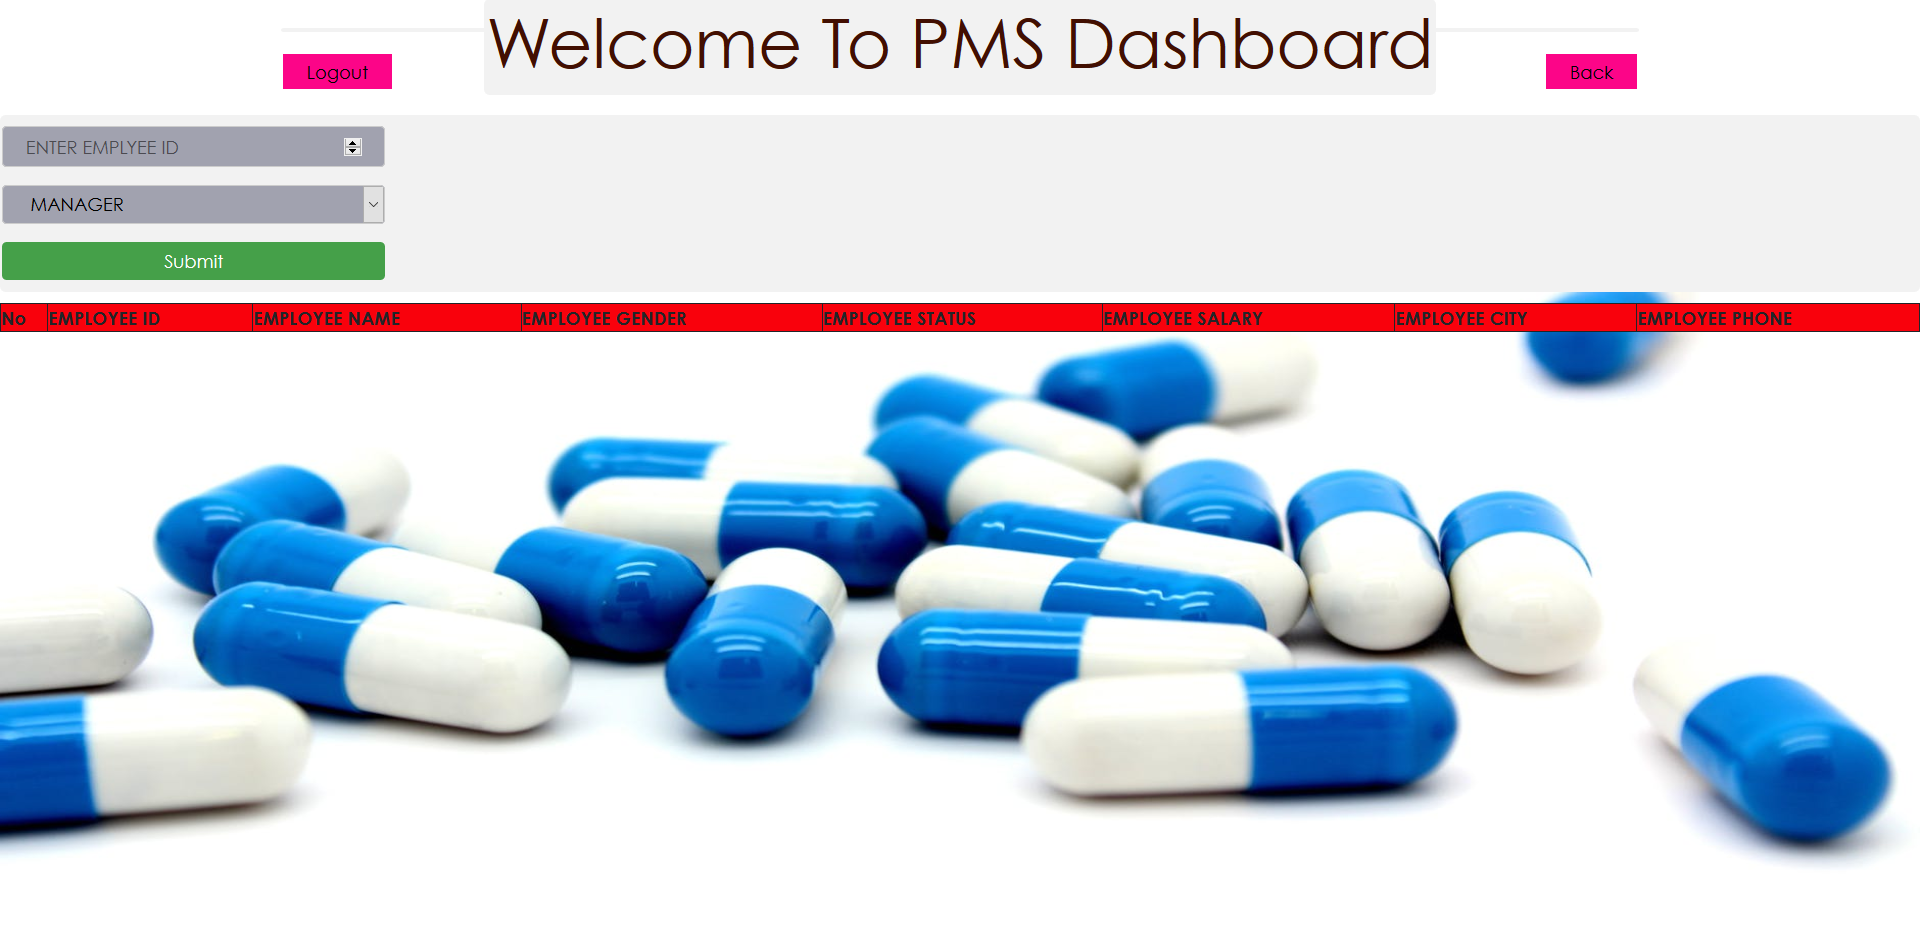 Welcome To PMS Dashboard
Logout
Back
ENTER EMPLYEE ID
MANAGER
Submit
No EMPLOYEE ID EMPLOYEE NAME EMPLOYEE GENDER EMPLOYEE STATUS EMPLOYEE SALARY EMPLOYEE CITY EMPLOYEE PHONE